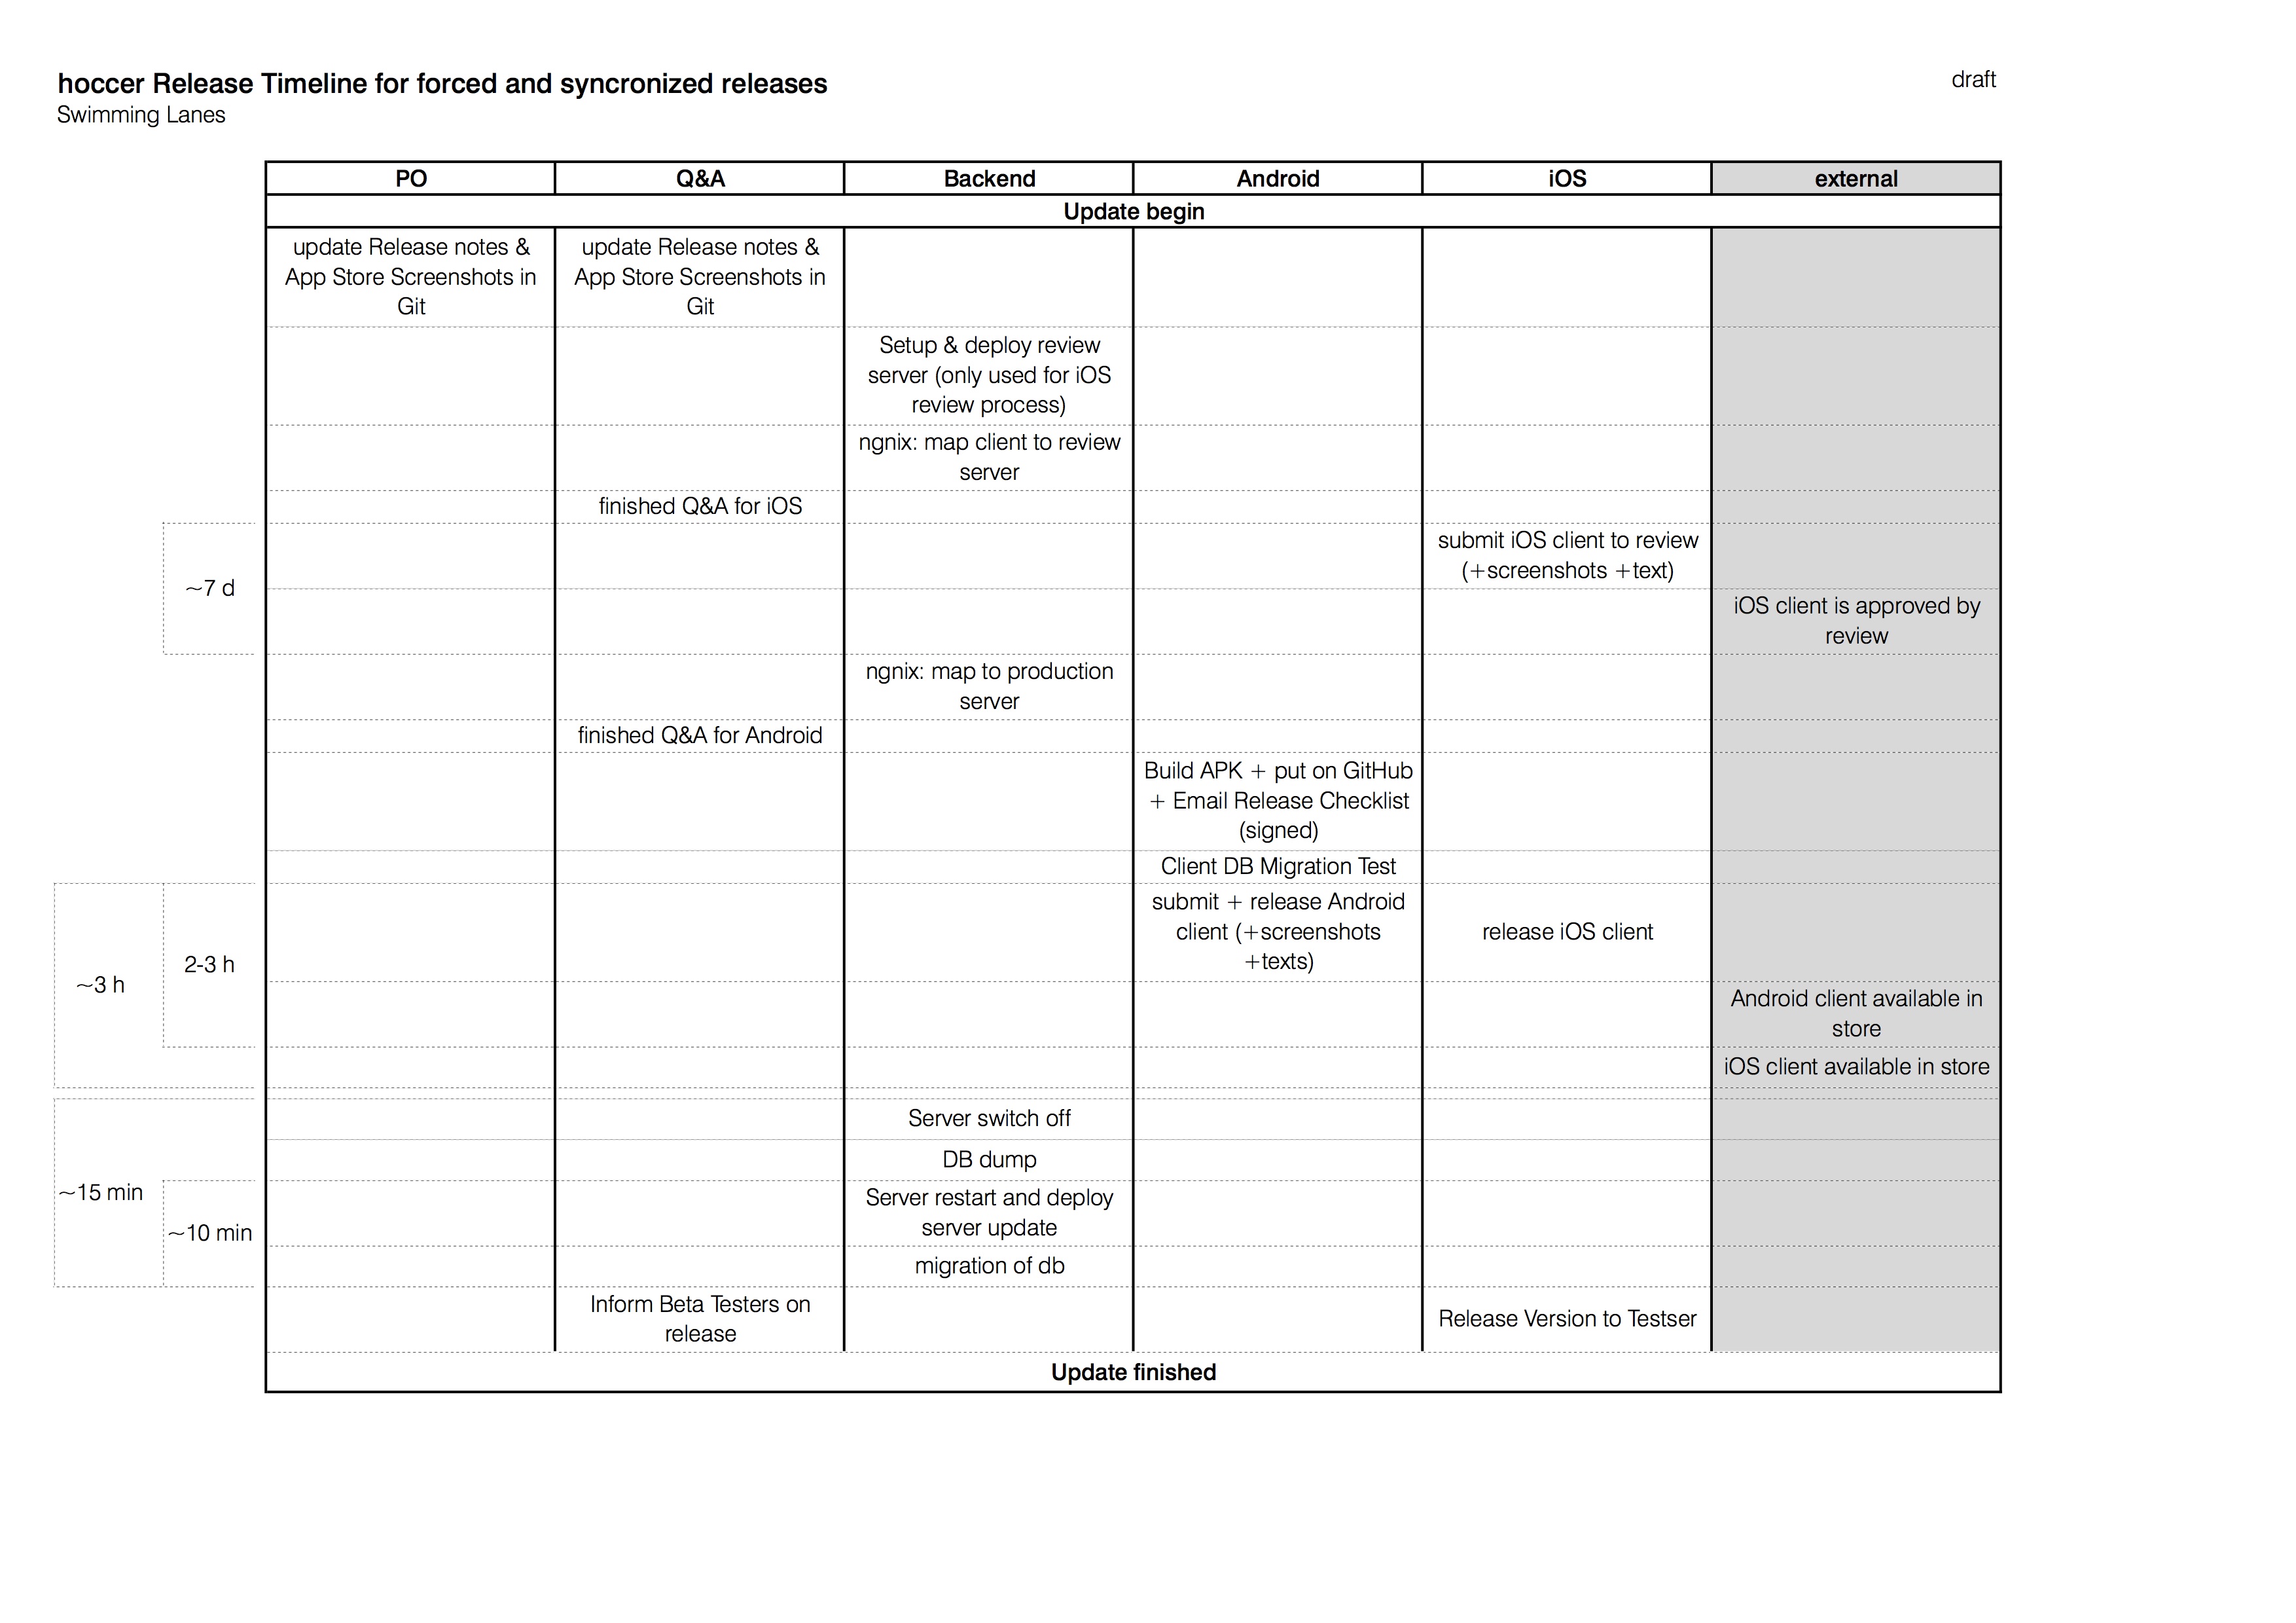 hoccer Release Timeline for forced and syncronized releases
draft
Swimming Lanes
PO
Q&A
Backend
Android
iOS
external
Update begin
update Release notes &
App Store Screenshots in
Git
update Release notes &
App Store Screenshots in
Git
Setup & deploy review
server (only used for iOS
review process)
ngnix: map client to review
server
finished Q&A for iOS
~7 d
submit iOS client to review
(+screenshots +text)
iOS client is approved by
review
ngnix: map to production
server
finished Q&A for Android
Build APK + put on GitHub
+ Email Release Checklist
(signed)
Client DB Migration Test
~3 h
2-3 h
submit + release Android
client (+screenshots
+texts)
release iOS client
Android client available in
store
iOS client available in store
~15 min
Server switch off
DB dump
~10 min
Server restart and deploy
server update
migration of db
Inform Beta Testers on
release
Release Version to Testser
Update finished